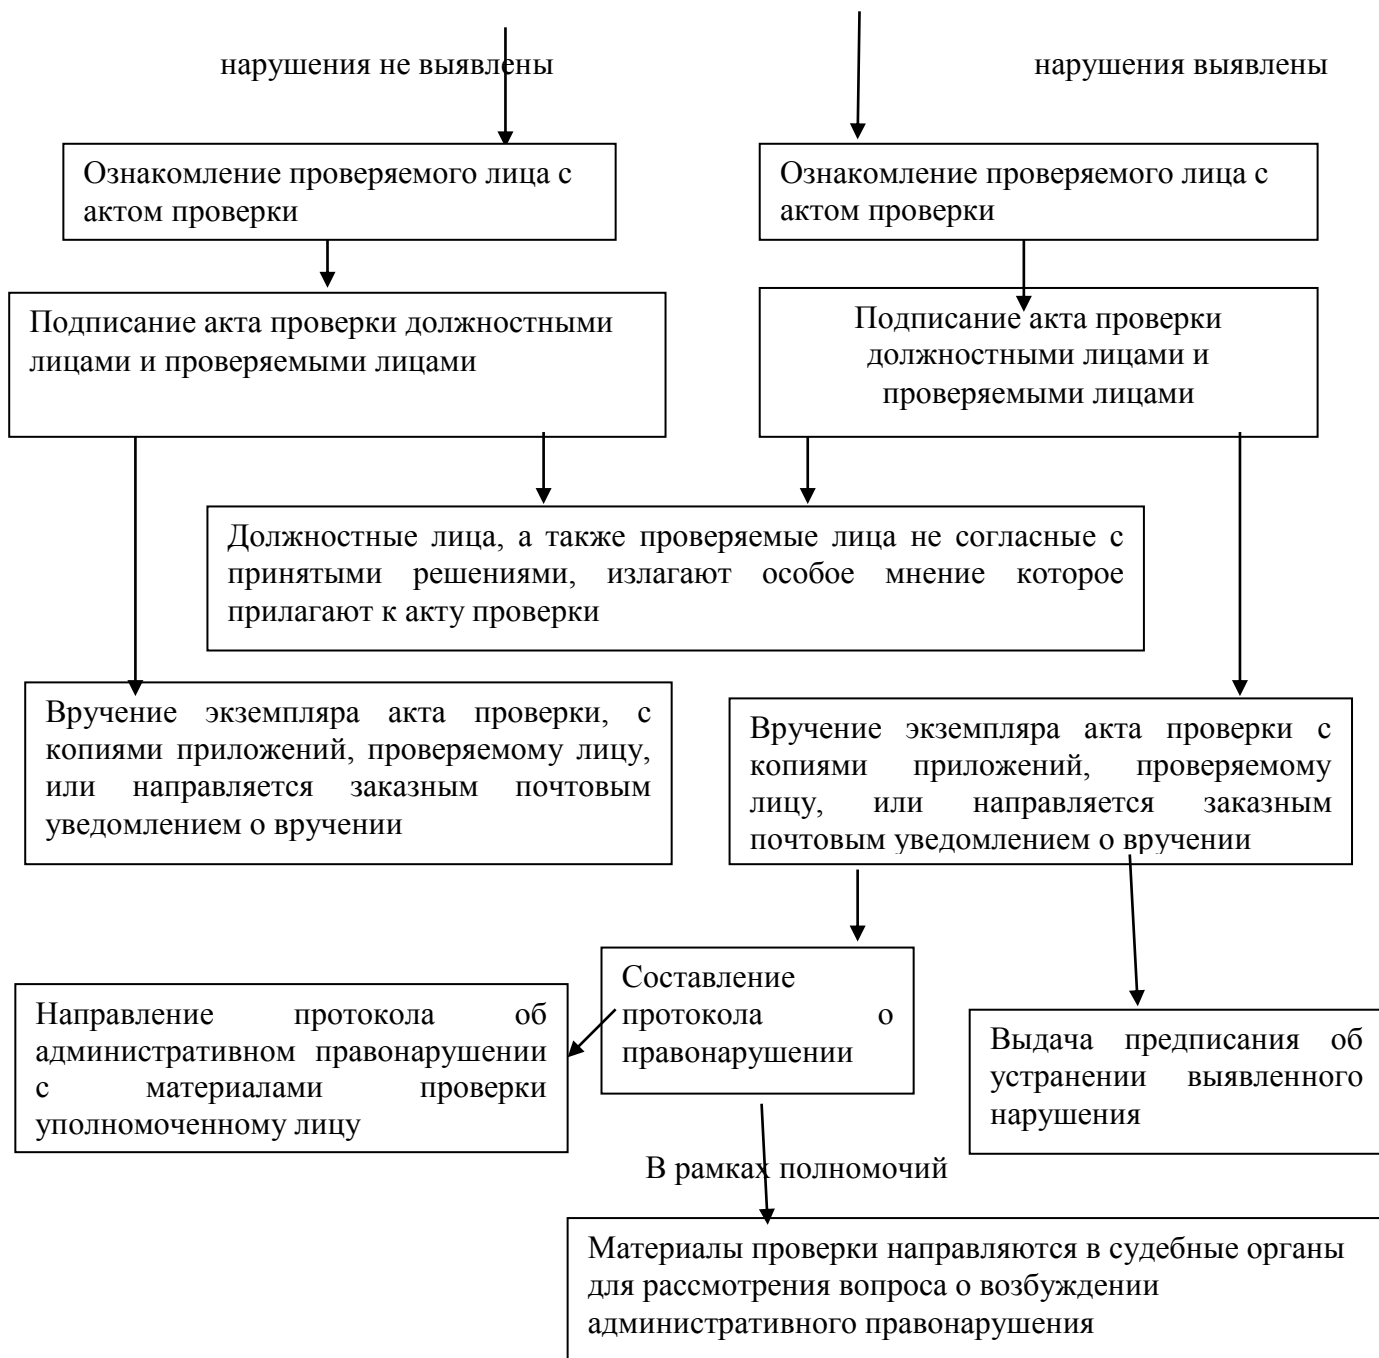 нарушения не выявлены
нарушения выявлены
Ознакомление проверяемого лица с
актом проверки
Ознакомление проверяемого лица с
актом проверки
Подписание акта проверки должностными
лицами и проверяемыми лицами
Подписание акта проверки
должностными лицами и
проверяемыми лицами
Должностные лица, а также проверяемые лица не согласные с
принятыми решениями, излагают особое мнение которое
прилагают к акту проверки
Вручение экземпляра акта проверки, с
копиями приложений, проверяемому лицу,
или направляется заказным почтовым
уведомлением о вручении
Вручение экземпляра акта проверки с
копиями приложений, проверяемому
лицу, или направляется заказным
почтовым уведомлением о вручении
Составление
протокола о
правонарушении
Направление протокола об
административном правонарушении
с материалами проверки
уполномоченному лицу
Выдача предписания об
устранении выявленного
нарушения
В рамках полномочий
Материалы проверки направляются в судебные органы
для рассмотрения вопроса о возбуждении
административного правонарушения